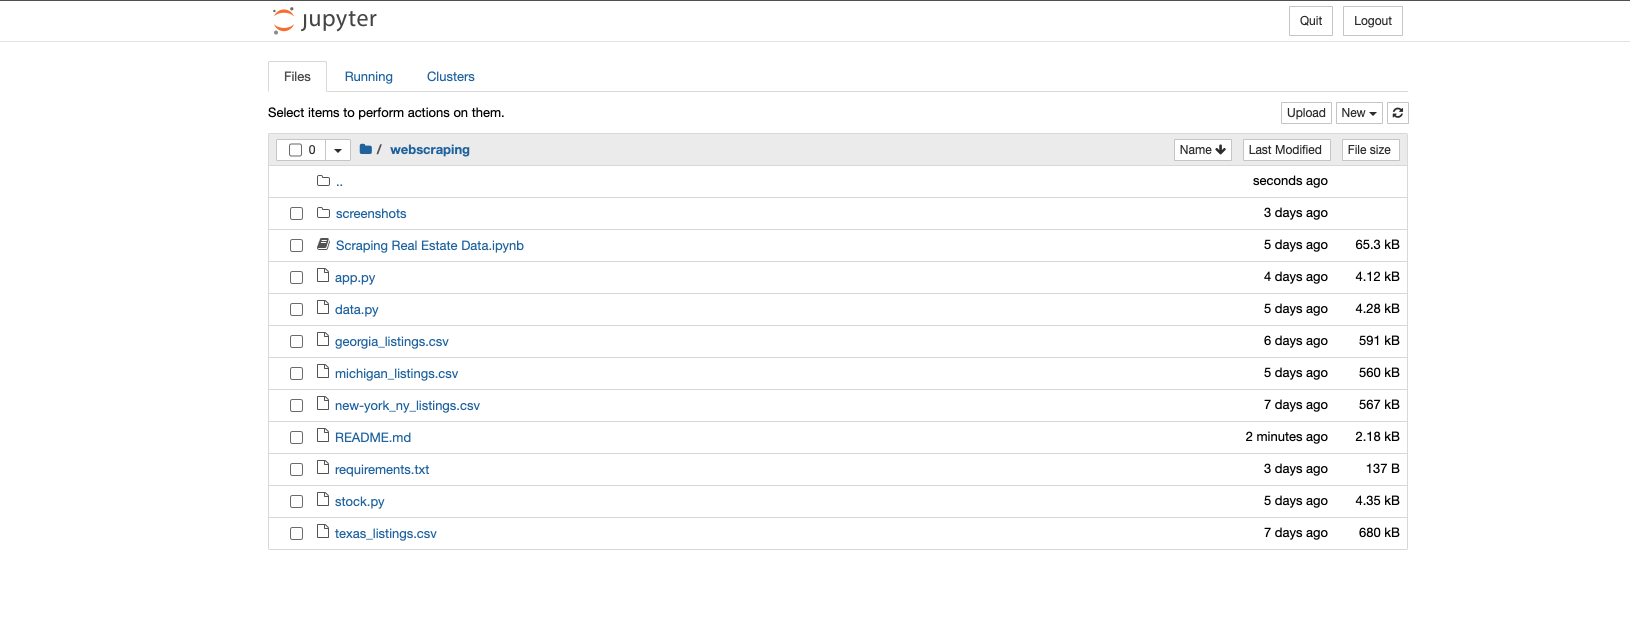 jupyter
Quit Logout
Files Running Clusters
Select items to perform actions on them.
Upload New
0 / webscraping Name Last Modified File size
.. seconds ago
screenshots 3 days ago
Scraping Real Estate Data.ipynb 5 days ago 65.3 kB
app.py 4 days ago 4.12 kB
data.py 5 days ago 4.28 kB
georgia_listings.csv 6 days ago 591 kB
michigan_listings.csv 5 days ago 560 kB
new-york_ny_listings.csv 7 days ago 567 kB
README.md 2 minutes ago 2.18 kB
requirements.txt 3 days ago 137 B
stock.py 5 days ago 4.35 kB
texas_listings.csv 7 days ago 680 kB